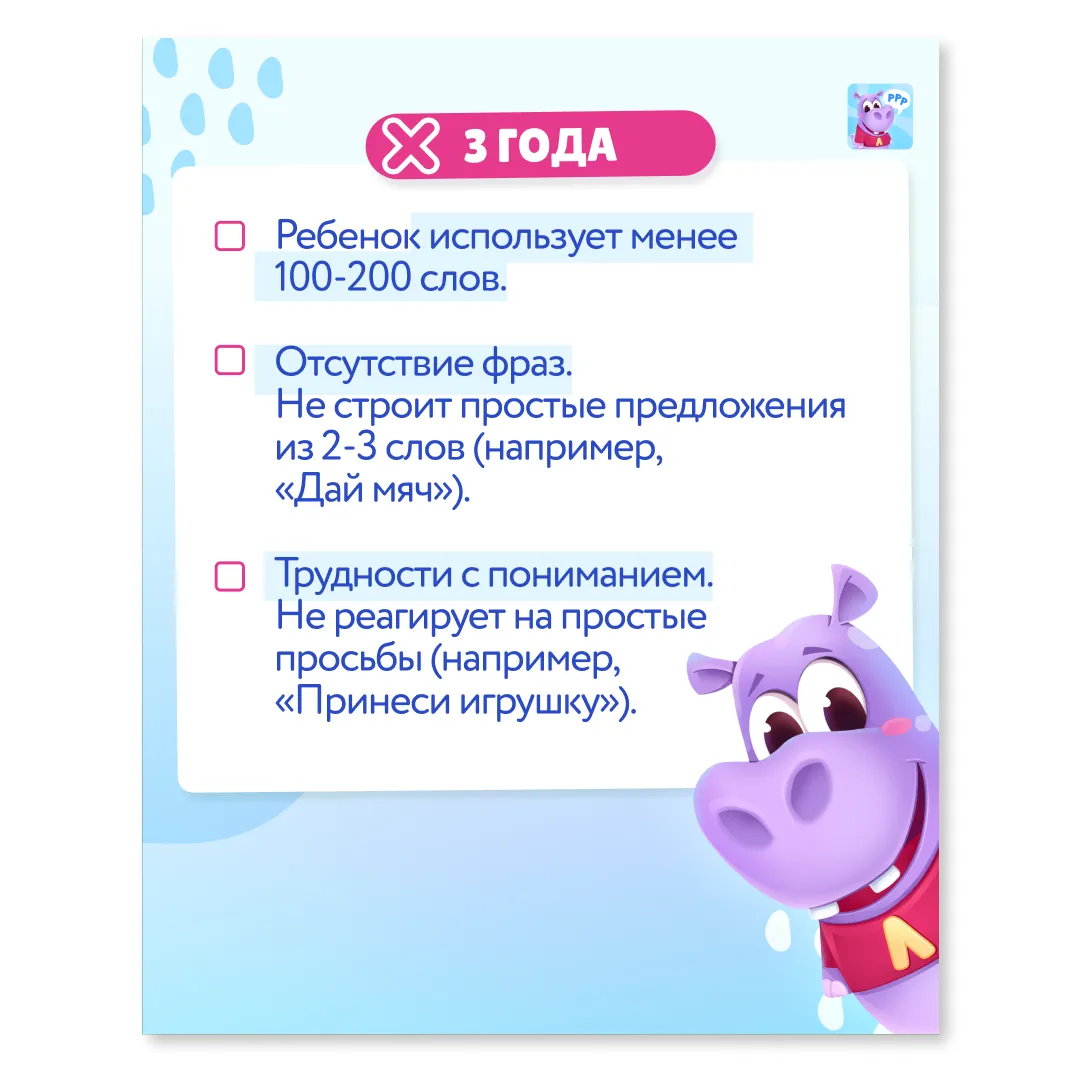 РРР
Л
3 ГОДА
Ребенок использует менее
100-200 слов.
Отсутствие фраз.
Не строит простые предложения
из 2-3 слов (например,
«Дай мяч»).
Трудности с пониманием.
Не реагирует на простые
просьбы (например,
«Принеси игрушку»).
Л